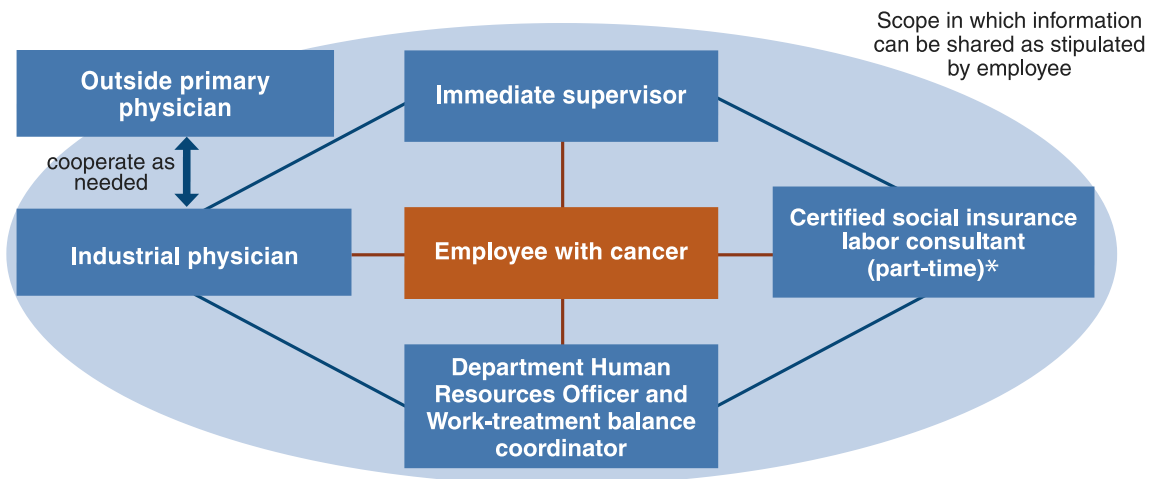 Scope in which information
can be shared as stipulated
by employee
Outside primary
physician
Immediate supervisor
cooperate as
needed
Industrial physician
Employee with cancer
Certified social insurance
labor consultant
(part-time)*
Department Human
Resources Officer and
Work-treatment balance
coordinator